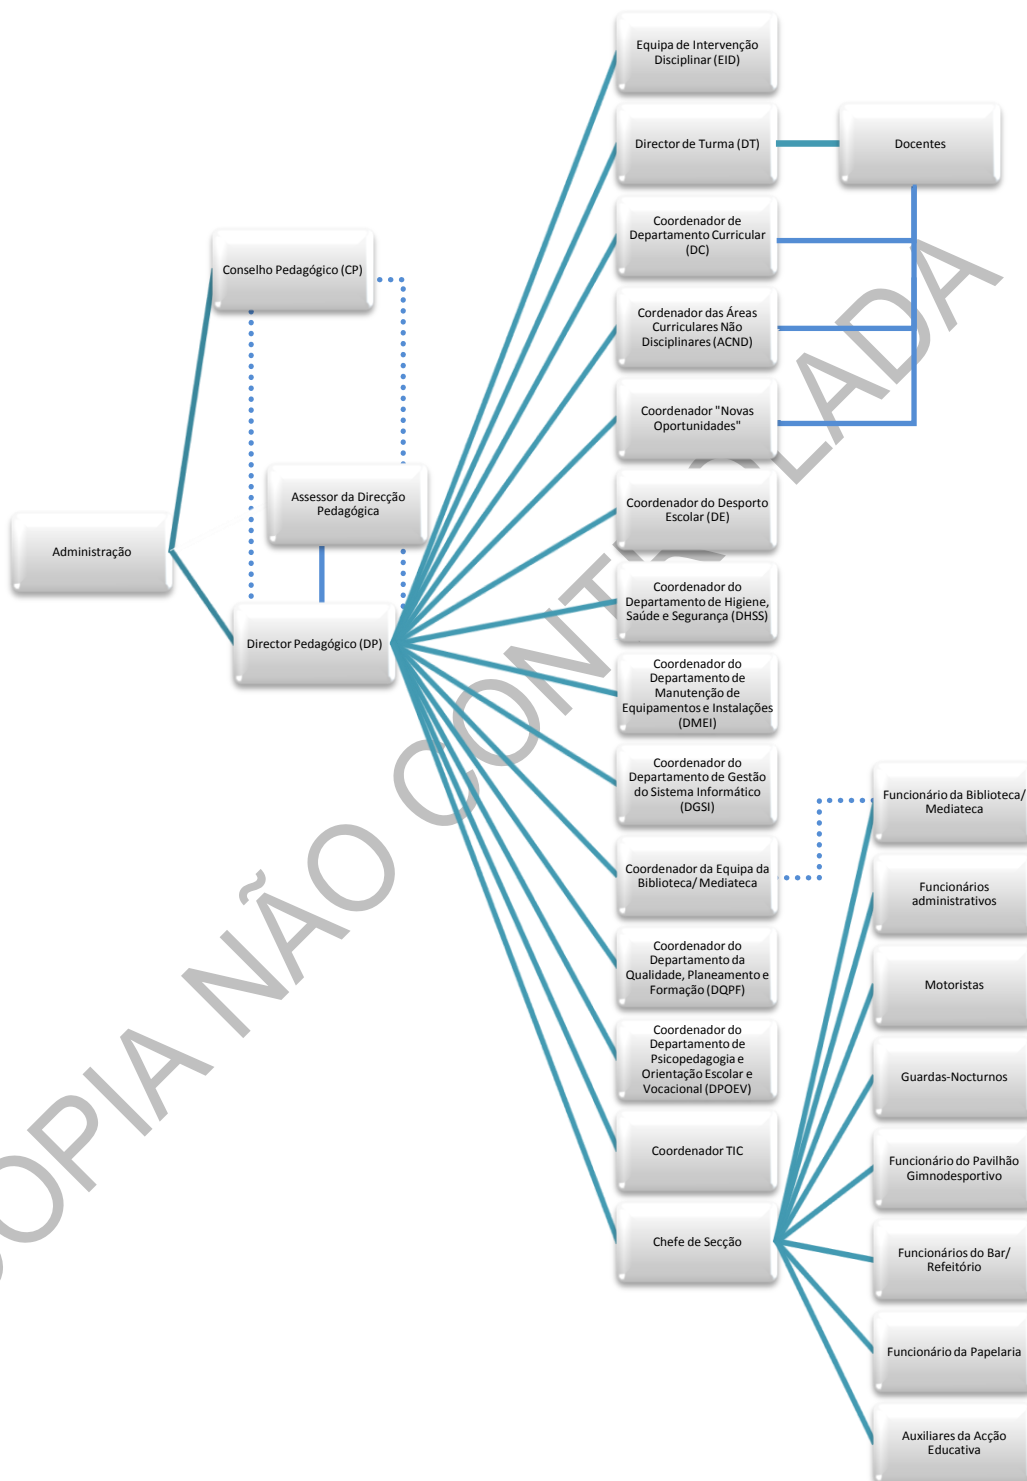 Equipa de Intervenção
Disciplinar (EID)
Director de Turma (DT)
Docentes
Coordenador de
Departamento Curricular
(DC)
Conselho Pedagógico (CP)
Cordenador das Áreas
Curriculares Não
Disciplinares (ACND)
Coordenador "Novas
Oportunidades"
Assessor da Direcção
Pedagógica
Coordenador do Desporto
Escolar (DE)
Administração
Coordenador do
Departamento de Higiene,
Saúde e Segurança (DHSS)
Director Pedagógico (DP)
Coordenador do
Departamento de
Manutenção de
Equipamentos e Instalações
(DMEI)
Coordenador do
Departamento de Gestão
do Sistema Informático
(DGSI)
Funcionário da Biblioteca/
Mediateca
Coordenador da Equipa da
Biblioteca/ Mediateca
Funcionários
administrativos
Coordenador do
Departamento da
Qualidade, Planeamento e
Formação (DQPF)
Motoristas
Coordenador do
Departamento de
Psicopedagogia e
Orientação Escolar e
Vocacional (DPOEV)
Guardas-Nocturnos
Coordenador TIC
Funcionário do Pavilhão
Gimnodesportivo
Chefe de Secção
Funcionários do Bar/
Refeitório
Funcionário da Papelaria
Auxiliares da Acção
Educativa